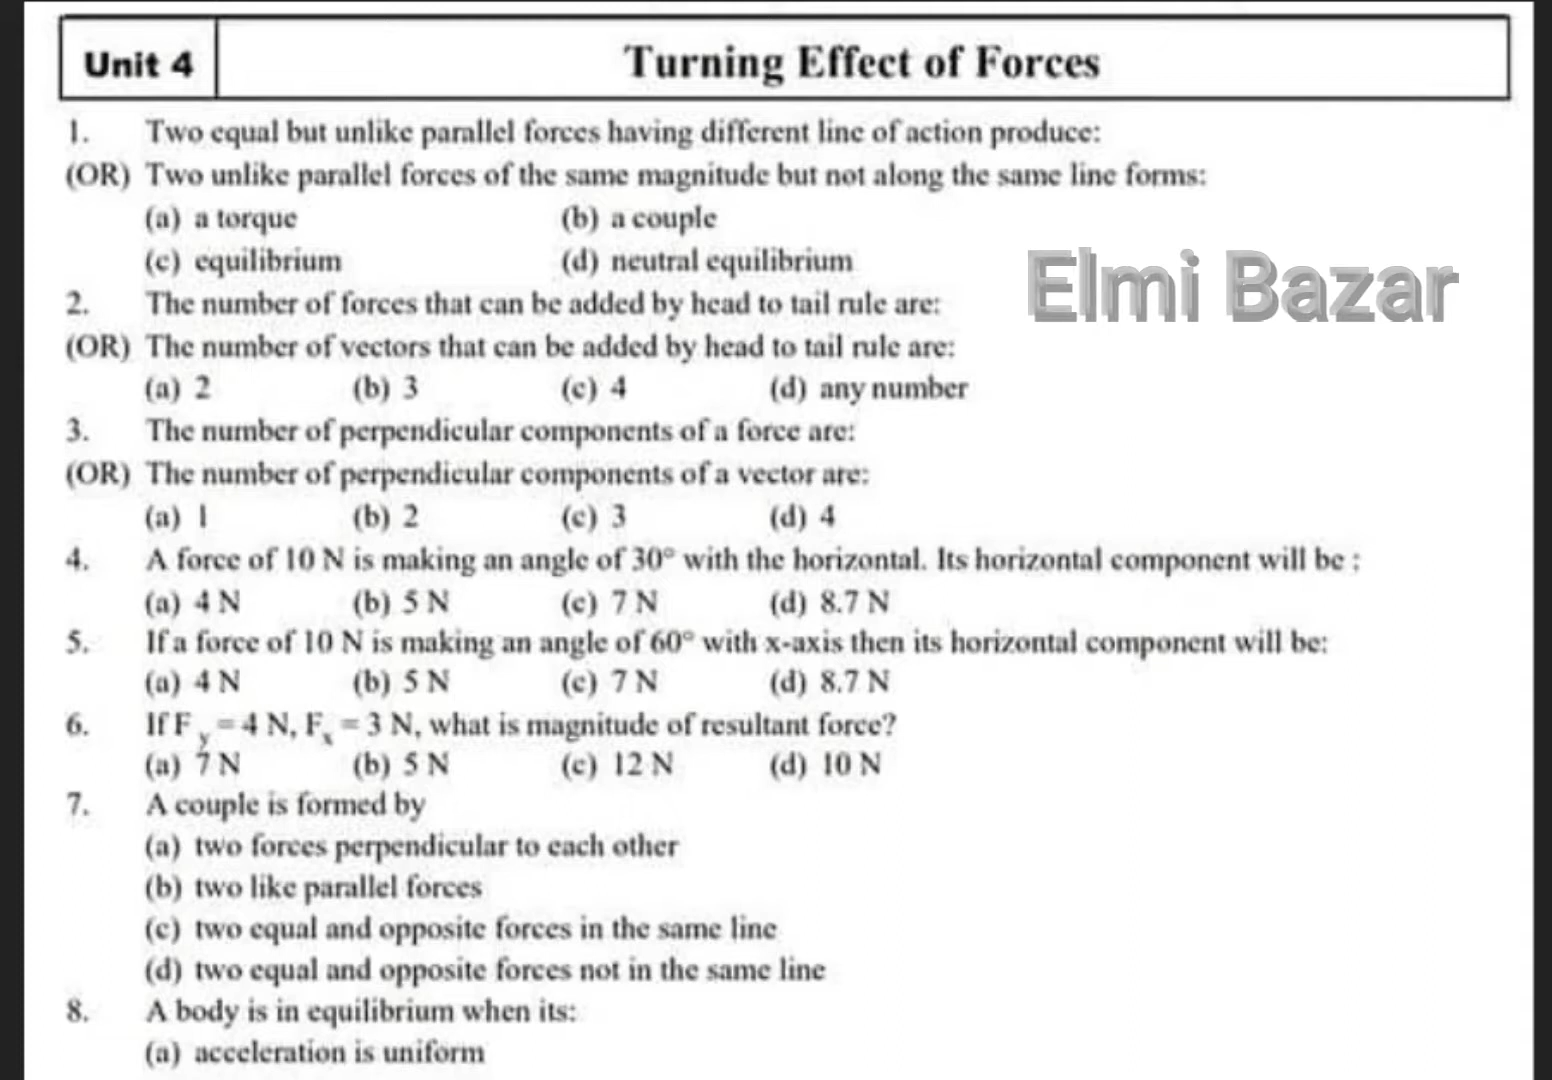 Unit 4
Turning Effect of Forces
1. Two equal but unlike parallel forces having different line of action produce:
(OR) Two unlike parallel forces of the same magnitude but not along the same line forms:
(a) a torque (b) a couple
(c) equilibrium (d) neutral equilibrium
Elmi Bazar
2. The number of forces that can be added by head to tail rule are:
(OR) The number of vectors that can be added by head to tail rule are:
(a) 2 (b) 3 (c) 4 (d) any number
3. The number of perpendicular components of a force are:
(OR) The number of perpendicular components of a vector are:
(a) 1 (b) 2 (c) 3 (d) 4
4. A force of 10 N is making an angle of 30° with the horizontal. Its horizontal component will be :
(a) 4 N (b) 5 N (c) 7 N (d) 8.7 N
5. If a force of 10 N is making an angle of 60° with x-axis then its horizontal component will be:
(a) 4 N (b) 5 N (c) 7 N (d) 8.7 N
6. If F y = 4 N, Fx = 3 N, what is magnitude of resultant force?
(a) 7 N (b) 5 N (c) 12 N (d) 10 N
7. A couple is formed by
(a) two forces perpendicular to each other
(b) two like parallel forces
(c) two equal and opposite forces in the same line
(d) two equal and opposite forces not in the same line
8. A body is in equilibrium when its:
(a) acceleration is uniform